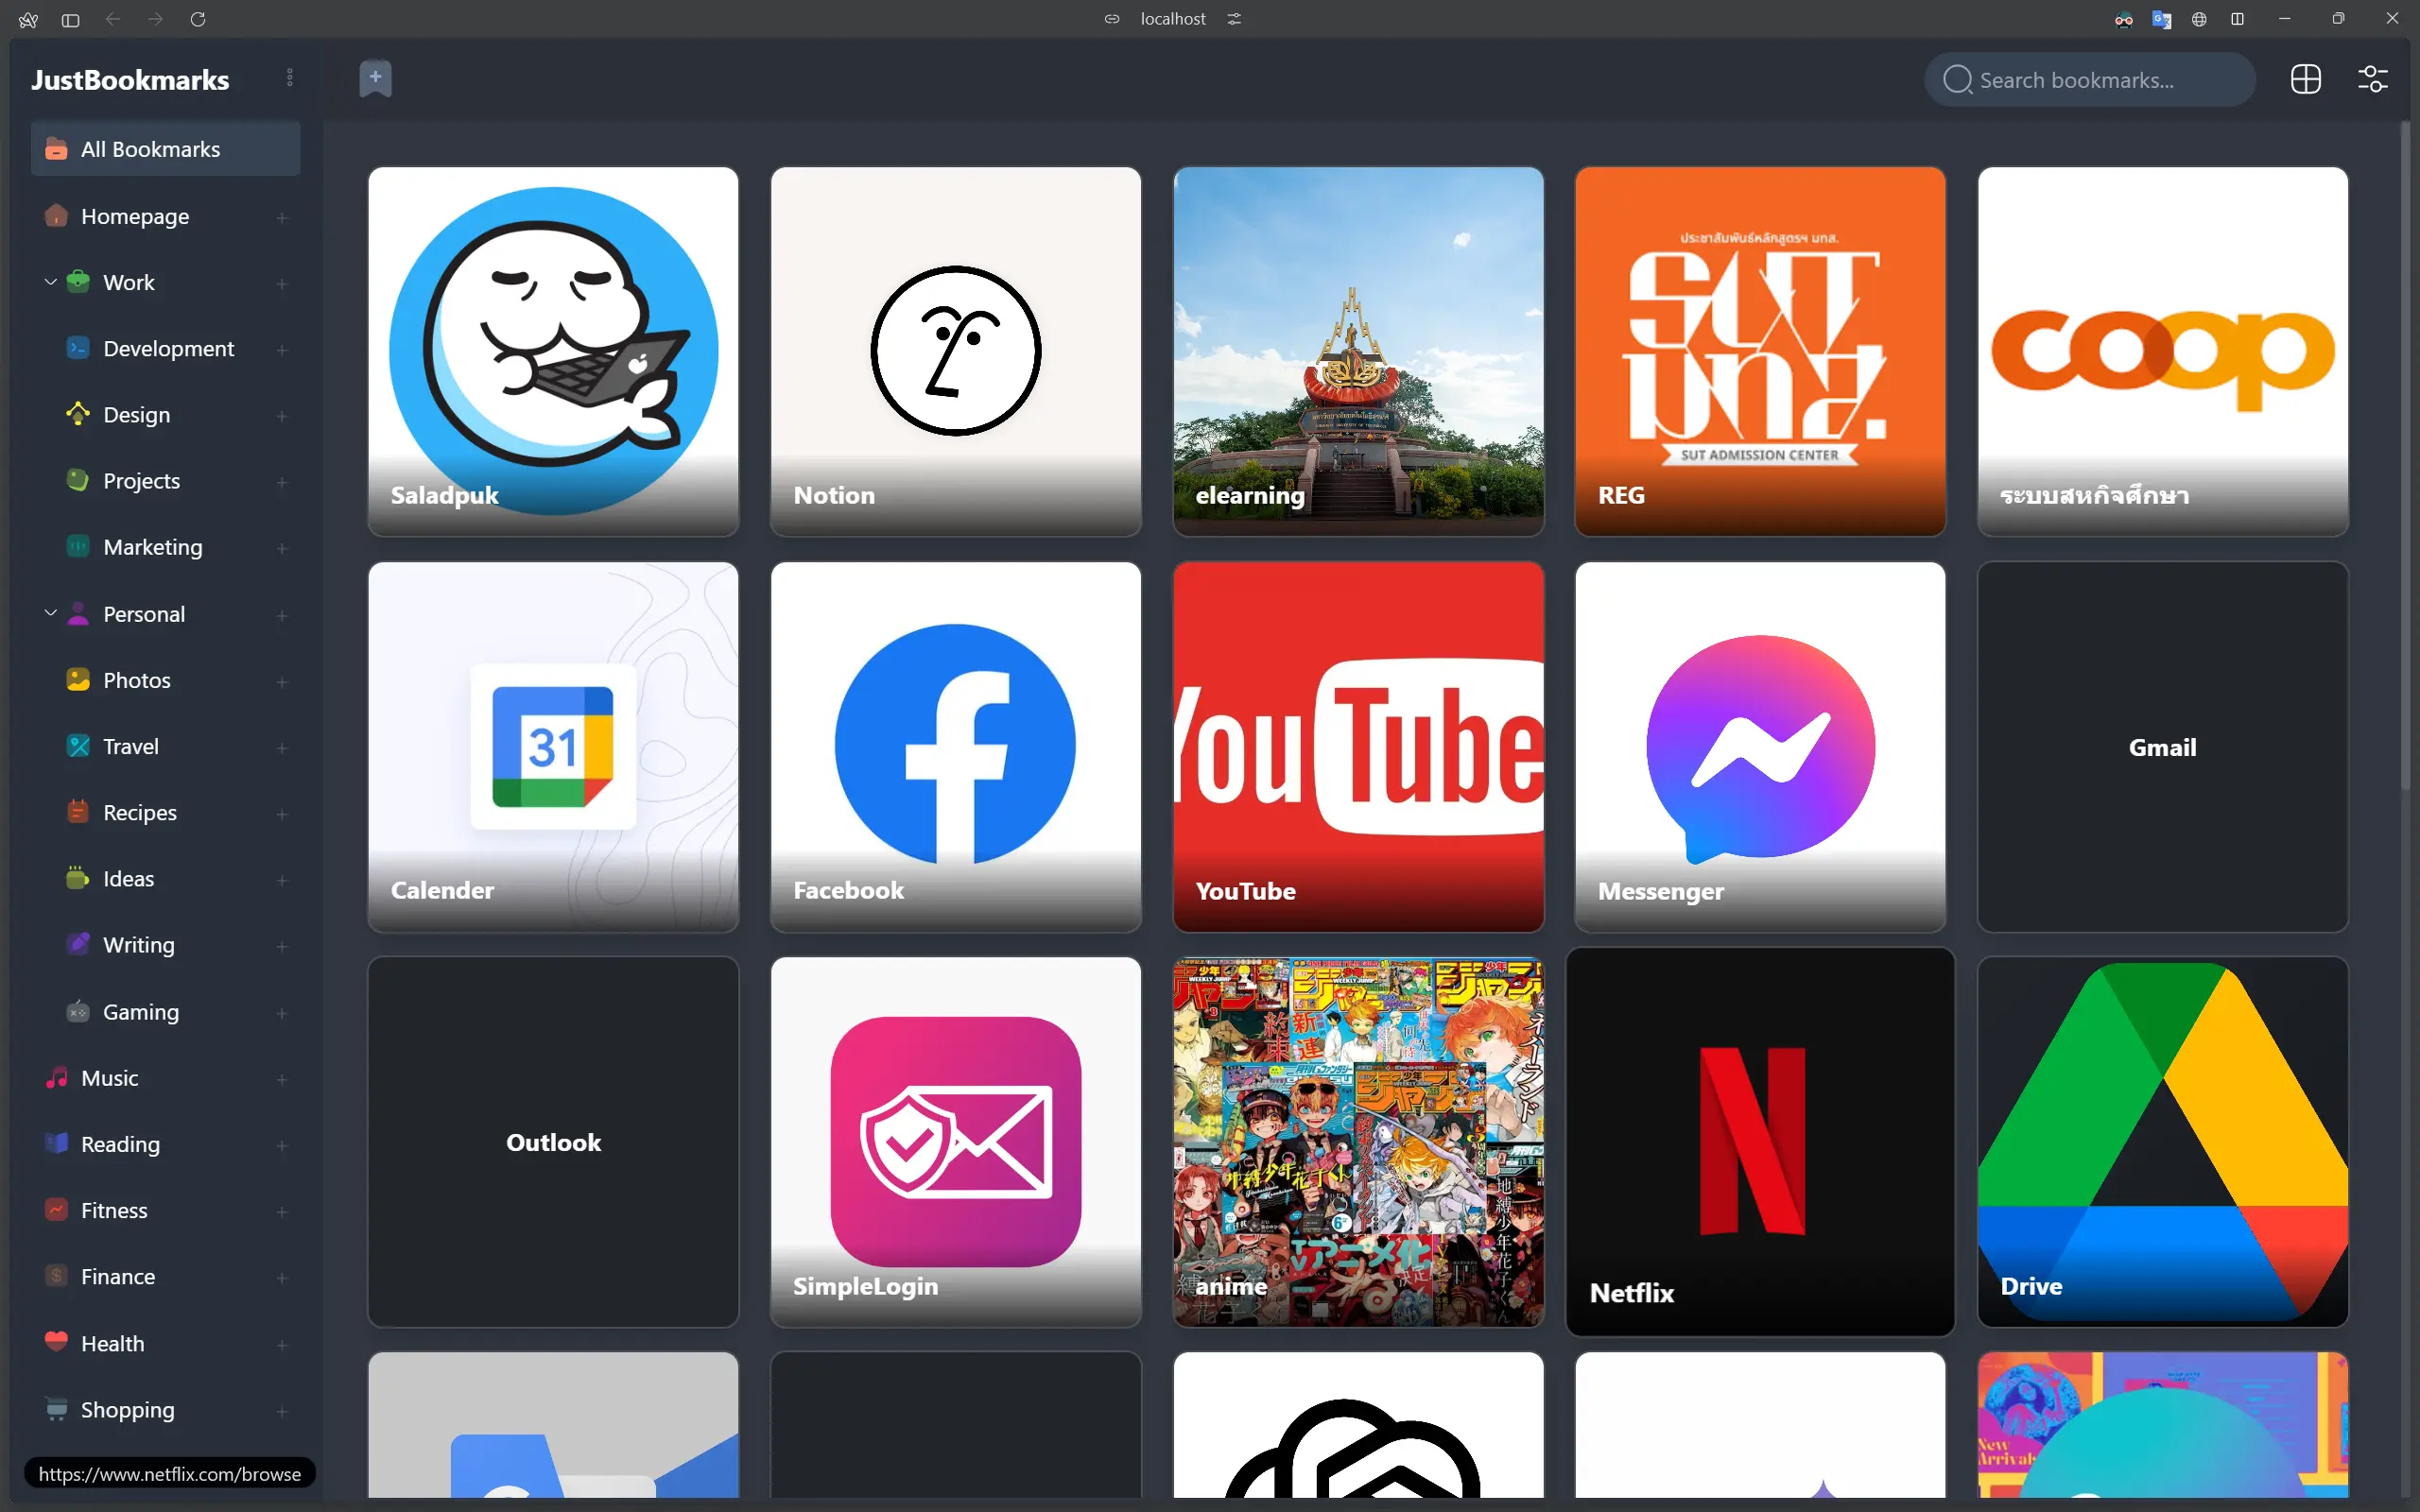 localhost
JustBookmarks
Search bookmarks...
All Bookmarks
Homepage
Work
Development
Design
Projects
Marketing
Personal
Photos
Travel
Recipes
Ideas
Writing
Gaming
Music
Reading
Fitness
Finance
Health
Shopping
https://www.netflix.com/browse
Saladpuk
Notion
elearning
ประชาสัมพันธ์หลักสูตรฯ มทส.
SUT
มทส.
SUT ADMISSION CENTER
REG
coop
ระบบสหกิจศึกษา
31
Calender
Facebook
YouTube
YouTube
Messenger
Gmail
Outlook
SimpleLogin
anime
Netflix
Drive
New
Arrival